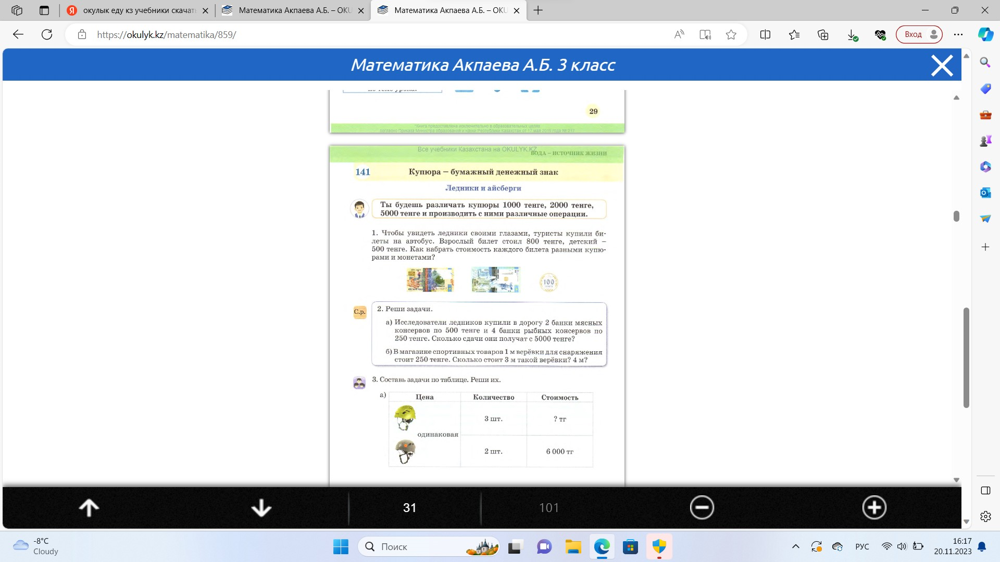 окулык еду кз учебники скачать
Математика Акпаева А.Б. – OKU
Математика Акпаева А.Б. – OKU
https://okulyk.kz/matematika/859/
Вход
Математика Акпаева А.Б. 3 класс
по теме урока.
29
*Книга предоставлена исключительно в образовательных целях
согласно Приказа Министра образования и науки Республики Казахстан от 17 мая 2019 года № 217
Все учебники Казахстана на OKULYK.KZ
ВОДА – ИСТОЧНИК ЖИЗНИ
141
Купюра – бумажный денежный знак
Ледники и айсберги
Ты будешь различать купюры 1000 тенге, 2000 тенге,
5000 тенге и производить с ними различные операции.
1. Чтобы увидеть ледники своими глазами, туристы купили би-
леты на автобус. Взрослый билет стоил 800 тенге, детский –
500 тенге. Как набрать стоимость каждого билета разными купю-
рами и монетами?
100
С.р.
2. Реши задачи.
а) Исследователи ледников купили в дорогу 2 банки мясных
консервов по 500 тенге и 4 банки рыбных консервов по
250 тенге. Сколько сдачи они получат с 5000 тенге?
б) В магазине спортивных товаров 1 м верёвки для снаряжения
стоит 250 тенге. Сколько стоит 3 м такой верёвки? 4 м?
3. Составь задачи по таблице. Реши их.
а)
Цена Количество Стоимость
3 шт. ? тг
одинаковая
2 шт. 6 000 тг
31
101
-8°C
Cloudy
Поиск
РУС
16:17
20.11.2023